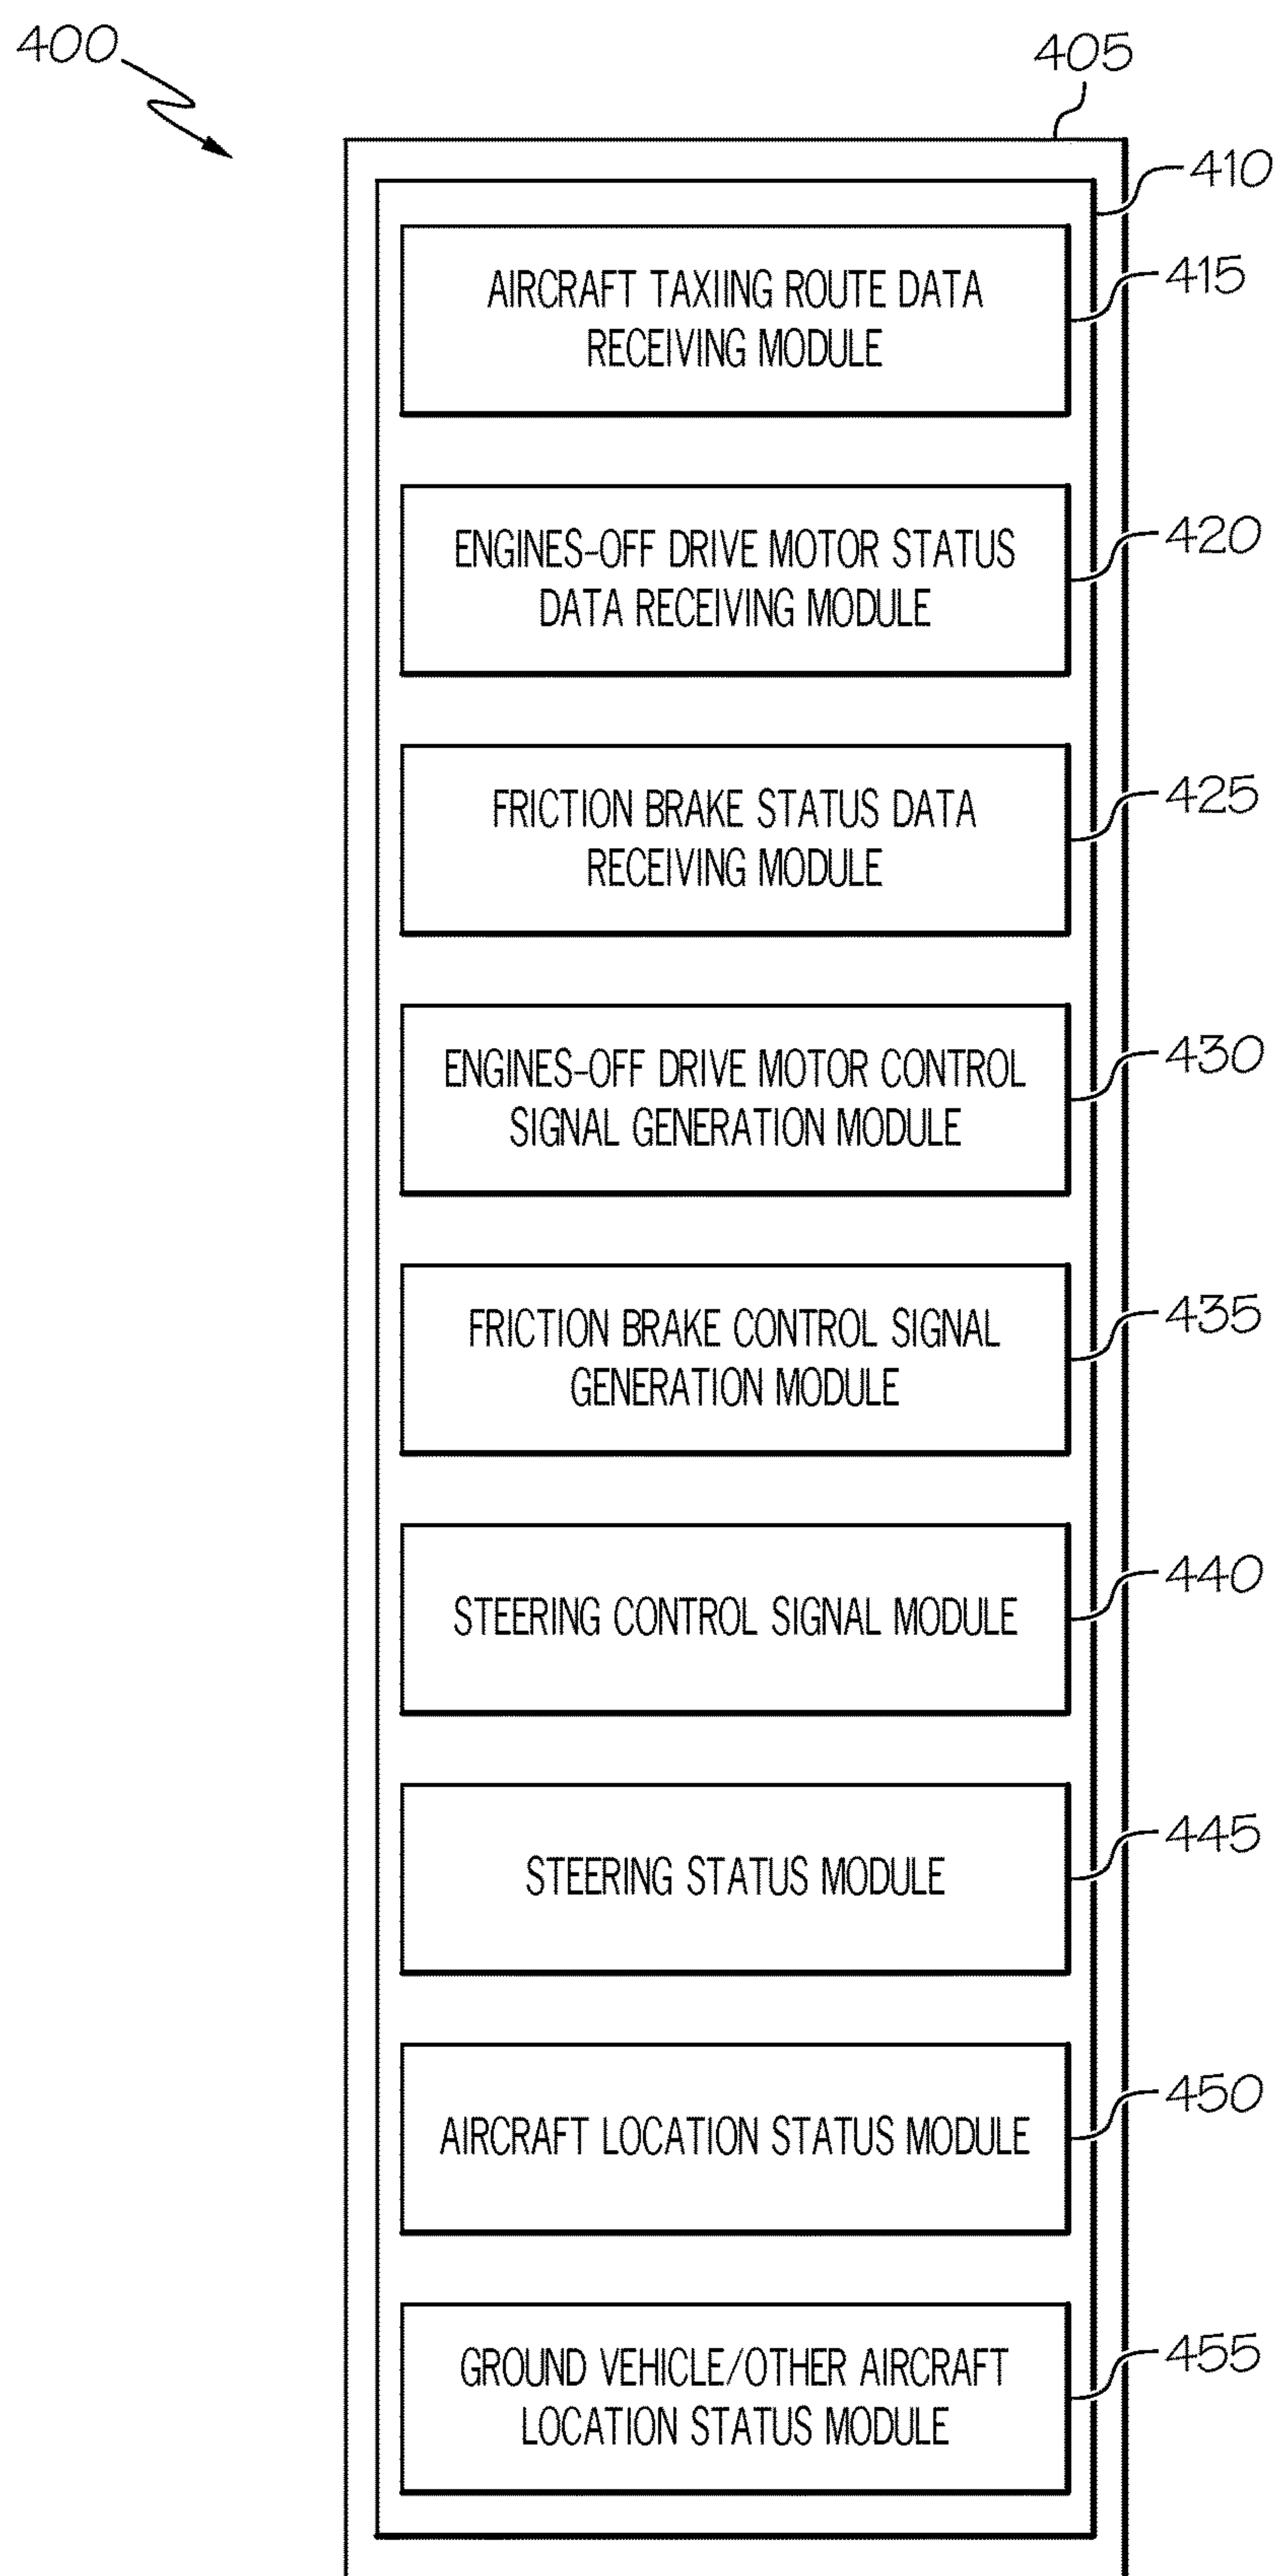 400
405
410
AIRCRAFT TAXIING ROUTE DATA
RECEIVING MODULE
415
ENGINES-OFF DRIVE MOTOR STATUS
DATA RECEIVING MODULE
420
FRICTION BRAKE STATUS DATA
RECEIVING MODULE
425
ENGINES-OFF DRIVE MOTOR CONTROL
SIGNAL GENERATION MODULE
430
FRICTION BRAKE CONTROL SIGNAL
GENERATION MODULE
435
STEERING CONTROL SIGNAL MODULE
440
STEERING STATUS MODULE
445
AIRCRAFT LOCATION STATUS MODULE
450
GROUND VEHICLE/OTHER AIRCRAFT
LOCATION STATUS MODULE
455